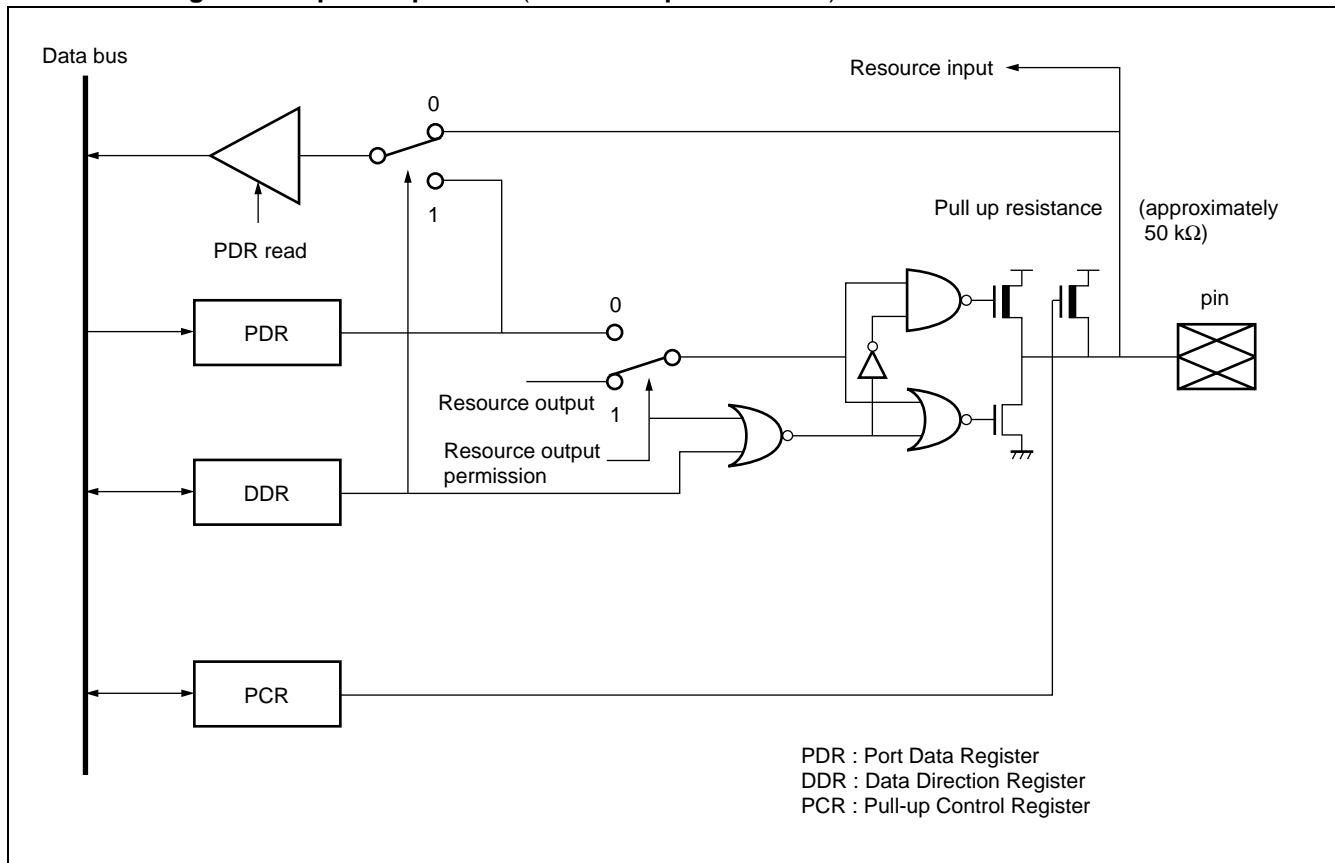 Data bus
Resource input
0
1
Pull up resistance (approximately
50 kΩ)
PDR read
pin
PDR
0
Resource output
1
Resource output
permission
DDR
PCR
PDR : Port Data Register
DDR : Data Direction Register
PCR : Pull-up Control Register